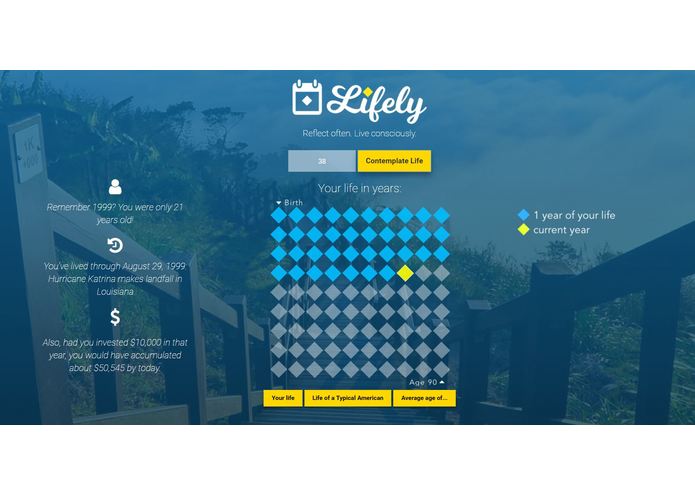 Lifely
Reflect often. Live consciously.
38
Contemplate Life
Your life in years:
Birth
1 year of your life
current year
Remember 1999? You were only 21
years old!
You've lived through August 29, 1999
Hurricane Katrina makes landfall in
Louisiana.
Also, had you invested $10,000 in that
year, you would have accumulated
about $50,545 by today.
Age 90
Your life
Life of a Typical American
Average age of...